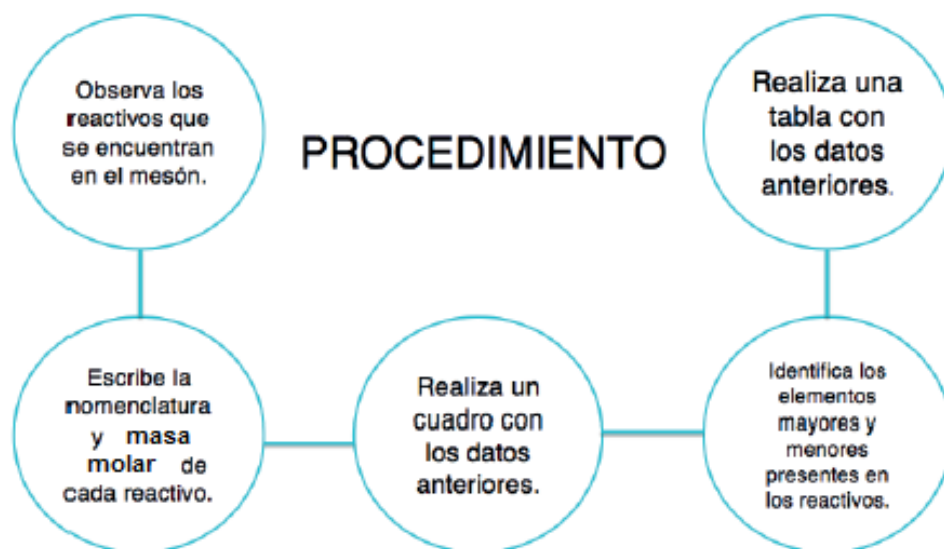 PROCEDIMIENTO
Observa los
reactivos que
se encuentran
en el mesón.
Escribe la
nomenclatura
y masa
molar de
cada reactivo.
Realiza un
cuadro con
los datos
anteriores.
Identifica los
elementos
mayores y
menores
presentes en
los reactivos.
Realiza una
tabla con
los datos
anteriores.